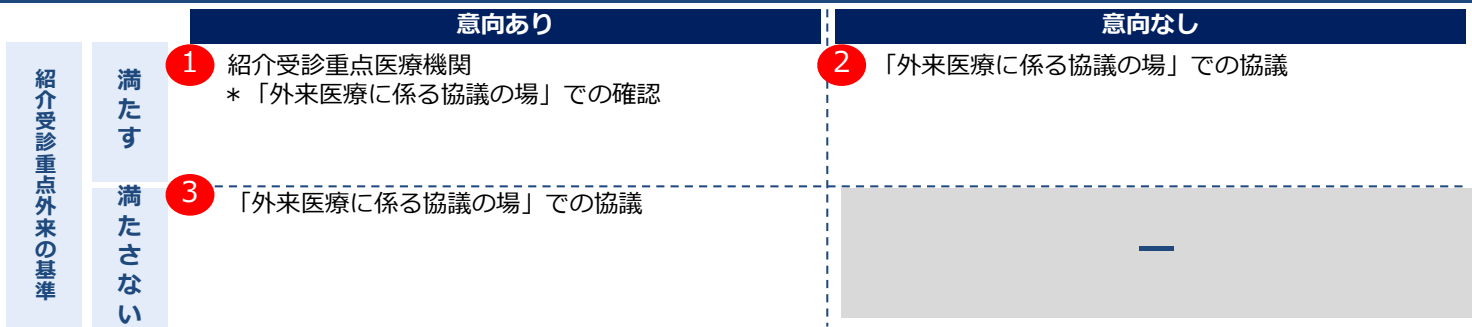 意向あり
意向なし
紹介受診重点外来の基準
満たす
1
紹介受診重点医療機関
＊「外来医療に係る協議の場」での確認
2
「外来医療に係る協議の場」での協議
満たさない
3
「外来医療に係る協議の場」での協議
ー